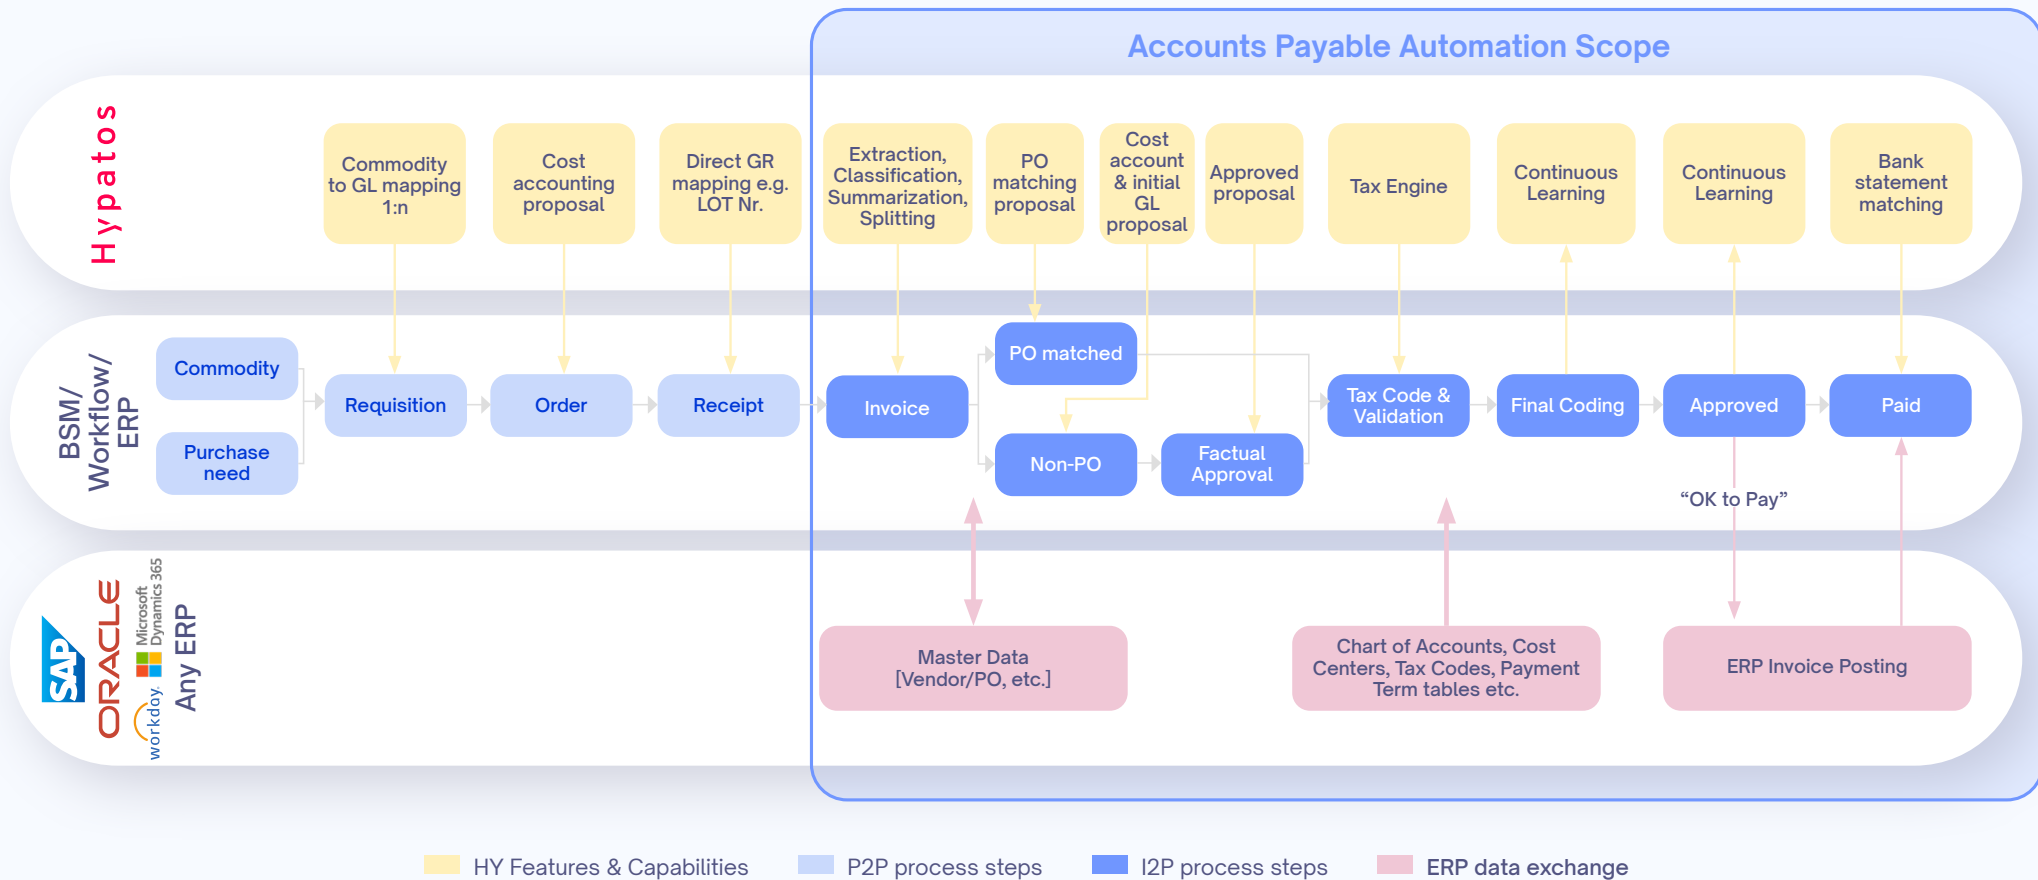 Accounts Payable Automation Scope
Hypatos
Commodity
to GL mapping
1:n
Cost
accounting
proposal
Direct GR
mapping e.g.
LOT Nr.
Extraction,
Classification,
Summarization,
Splitting
PO
matching
proposal
Cost
account
& initial
GL
proposal
Approved
proposal
Tax Engine
Continuous
Learning
Continuous
Learning
Bank
statement
matching
BSM/
Workflow/
ERP
Commodity
Purchase
need
Requisition
Order
Receipt
Invoice
PO matched
Non-PO
Factual
Approval
Tax Code &
Validation
Final Coding
Approved
Paid
“OK to Pay”
SAP
ORACLE
Microsoft
Dynamics 365
workday.
Any ERP
Master Data
[Vendor/PO, etc.]
Chart of Accounts, Cost
Centers, Tax Codes, Payment
Term tables etc.
ERP Invoice Posting
HY Features & Capabilities
P2P process steps
I2P process steps
ERP data exchange